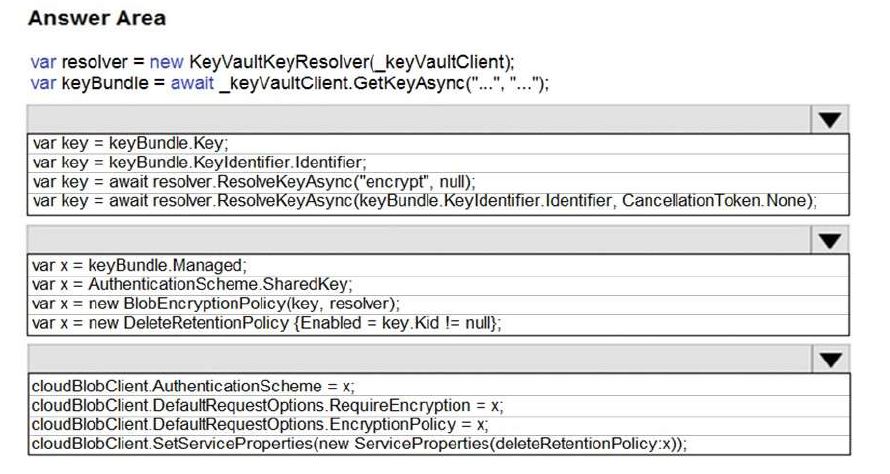 Answer Area
var resolver = new KeyVaultKeyResolver(_keyVaultClient);
var keyBundle = await _keyVaultClient.GetKeyAsync("...", "...");
var key = keyBundle.Key;
var key = keyBundle.KeyIdentifier.Identifier;
var key = await resolver.ResolveKeyAsync("encrypt", null);
var key = await resolver.ResolveKeyAsync(keyBundle.KeyIdentifier.Identifier, CancellationToken.None);
var x = keyBundle.Managed;
var x = AuthenticationScheme.SharedKey;
var x = new BlobEncryptionPolicy(key, resolver);
var x = new DeleteRetentionPolicy {Enabled = key.Kid != null};
cloudBlobClient.AuthenticationScheme = x;
cloudBlobClient.DefaultRequestOptions.RequireEncryption = x;
cloudBlobClient.DefaultRequestOptions.EncryptionPolicy = x;
cloudBlobClient.SetServiceProperties(new ServiceProperties(deleteRetentionPolicy:x));